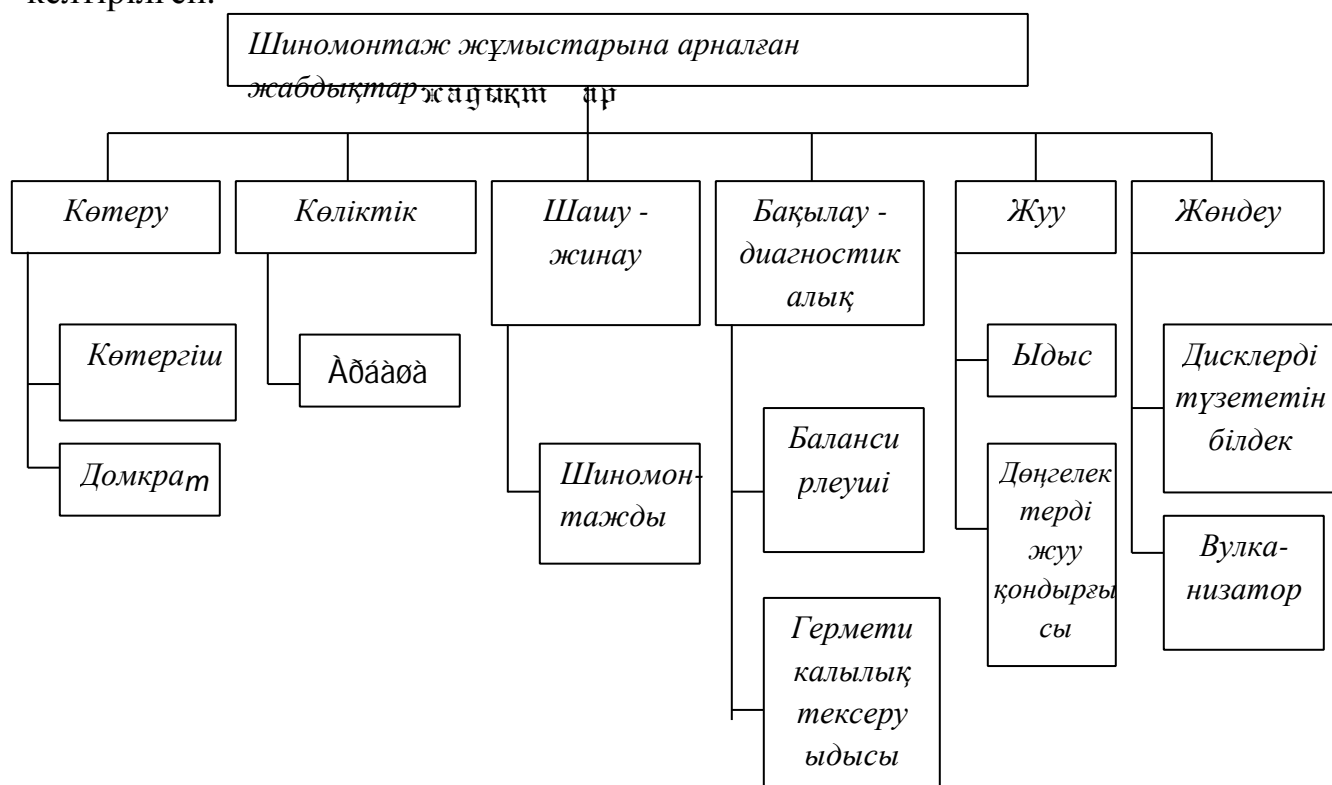 келтірілген.
Шиномонтаж жұмыстарына арналған
жабдықтар
Көтеру
Көліктік
Шашу -
жинау
Бақылау -
диагностик
алық
Жуу
Жөндеу
Көтергіш
Домкрат
Àðáàøà
Шиномон-
тажды
Баланси
рлеуші
Гермети
калылық
тексеру
ыдысы
Ыдыс
Дөңгелек
терді
жуу
қондырғы
сы
Дисклерді
түзететін
білдек
Вулка-
низатор